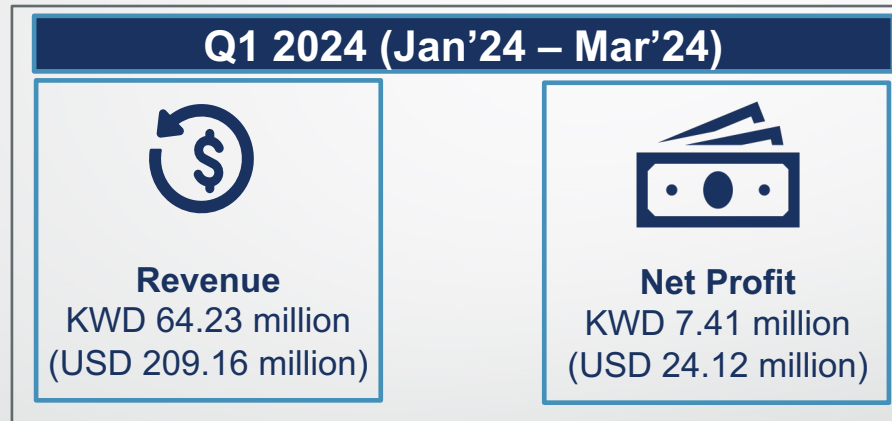 Q1 2024 (Jan’24 – Mar’24)
Revenue
KWD 64.23 million
(USD 209.16 million)
Net Profit
KWD 7.41 million
(USD 24.12 million)